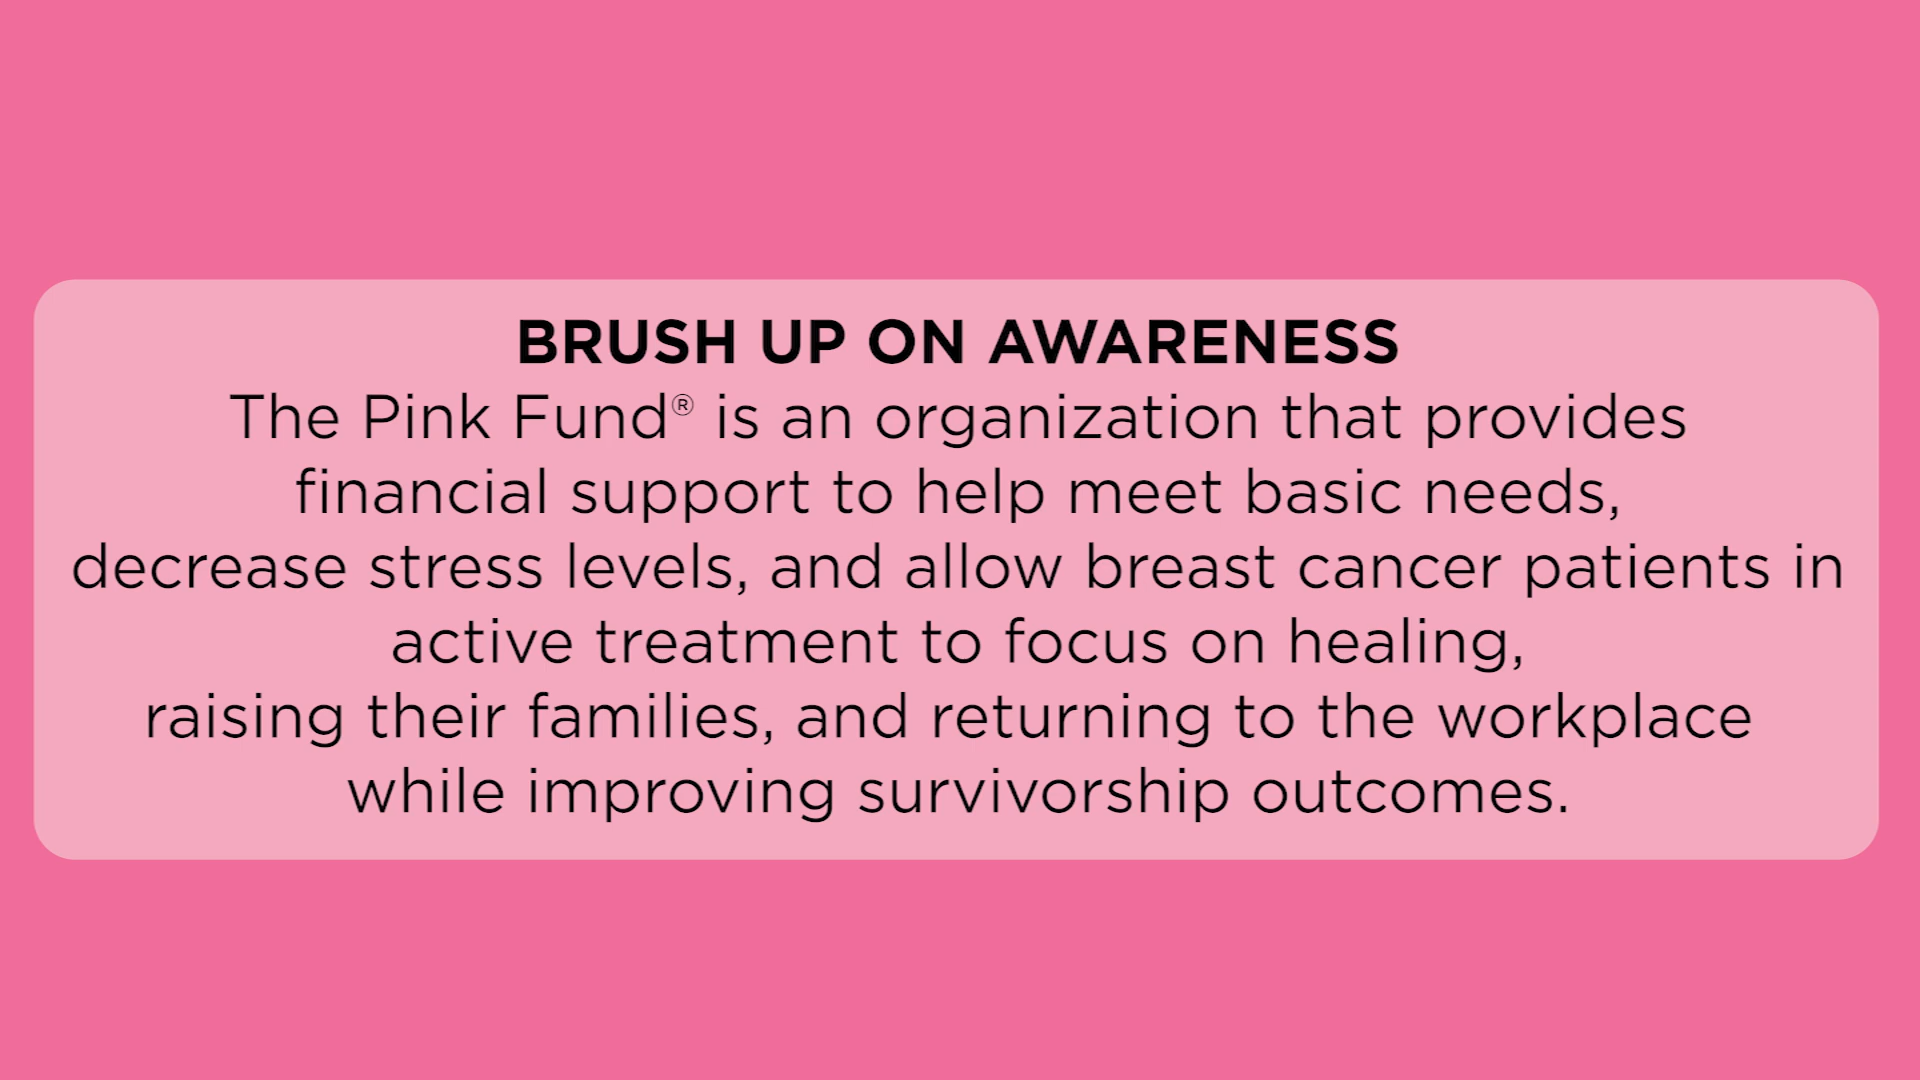 BRUSH UP ON AWARENESS
The Pink Fund® is an organization that provides
financial support to help meet basic needs,
decrease stress levels, and allow breast cancer patients in
active treatment to focus on healing,
raising their families, and returning to the workplace
while improving survivorship outcomes.